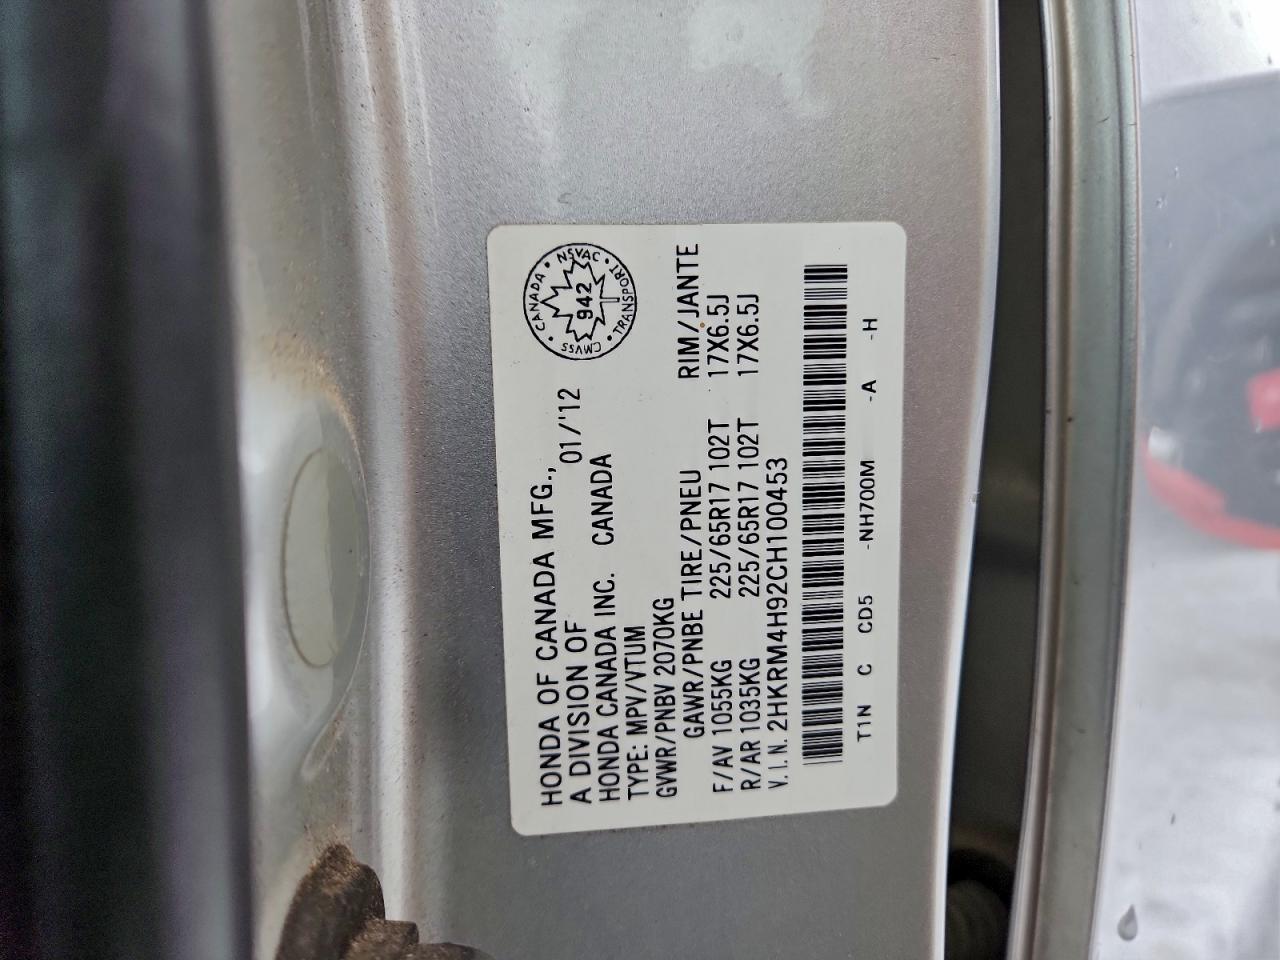 HONDA OF CANADA MFG.,
A DIVISION OF 01/'12
HONDA CANADA INC. CANADA
TYPE: MPV/VTUM
GVWR/PNBV 2070KG
GAWR/PNBE TIRE/PNEU RIM/JANTE
F/AV 1055KG 225/65R17 102T 17X6.5J
R/AR 1035KG 225/65R17 102T 17X6.5J
V.I.N. 2HKRM4H92CH100453
T1N C CD5 -NH700M -A -H
CANADA • NSVAC • TRANSPORT • CMVSS •
942